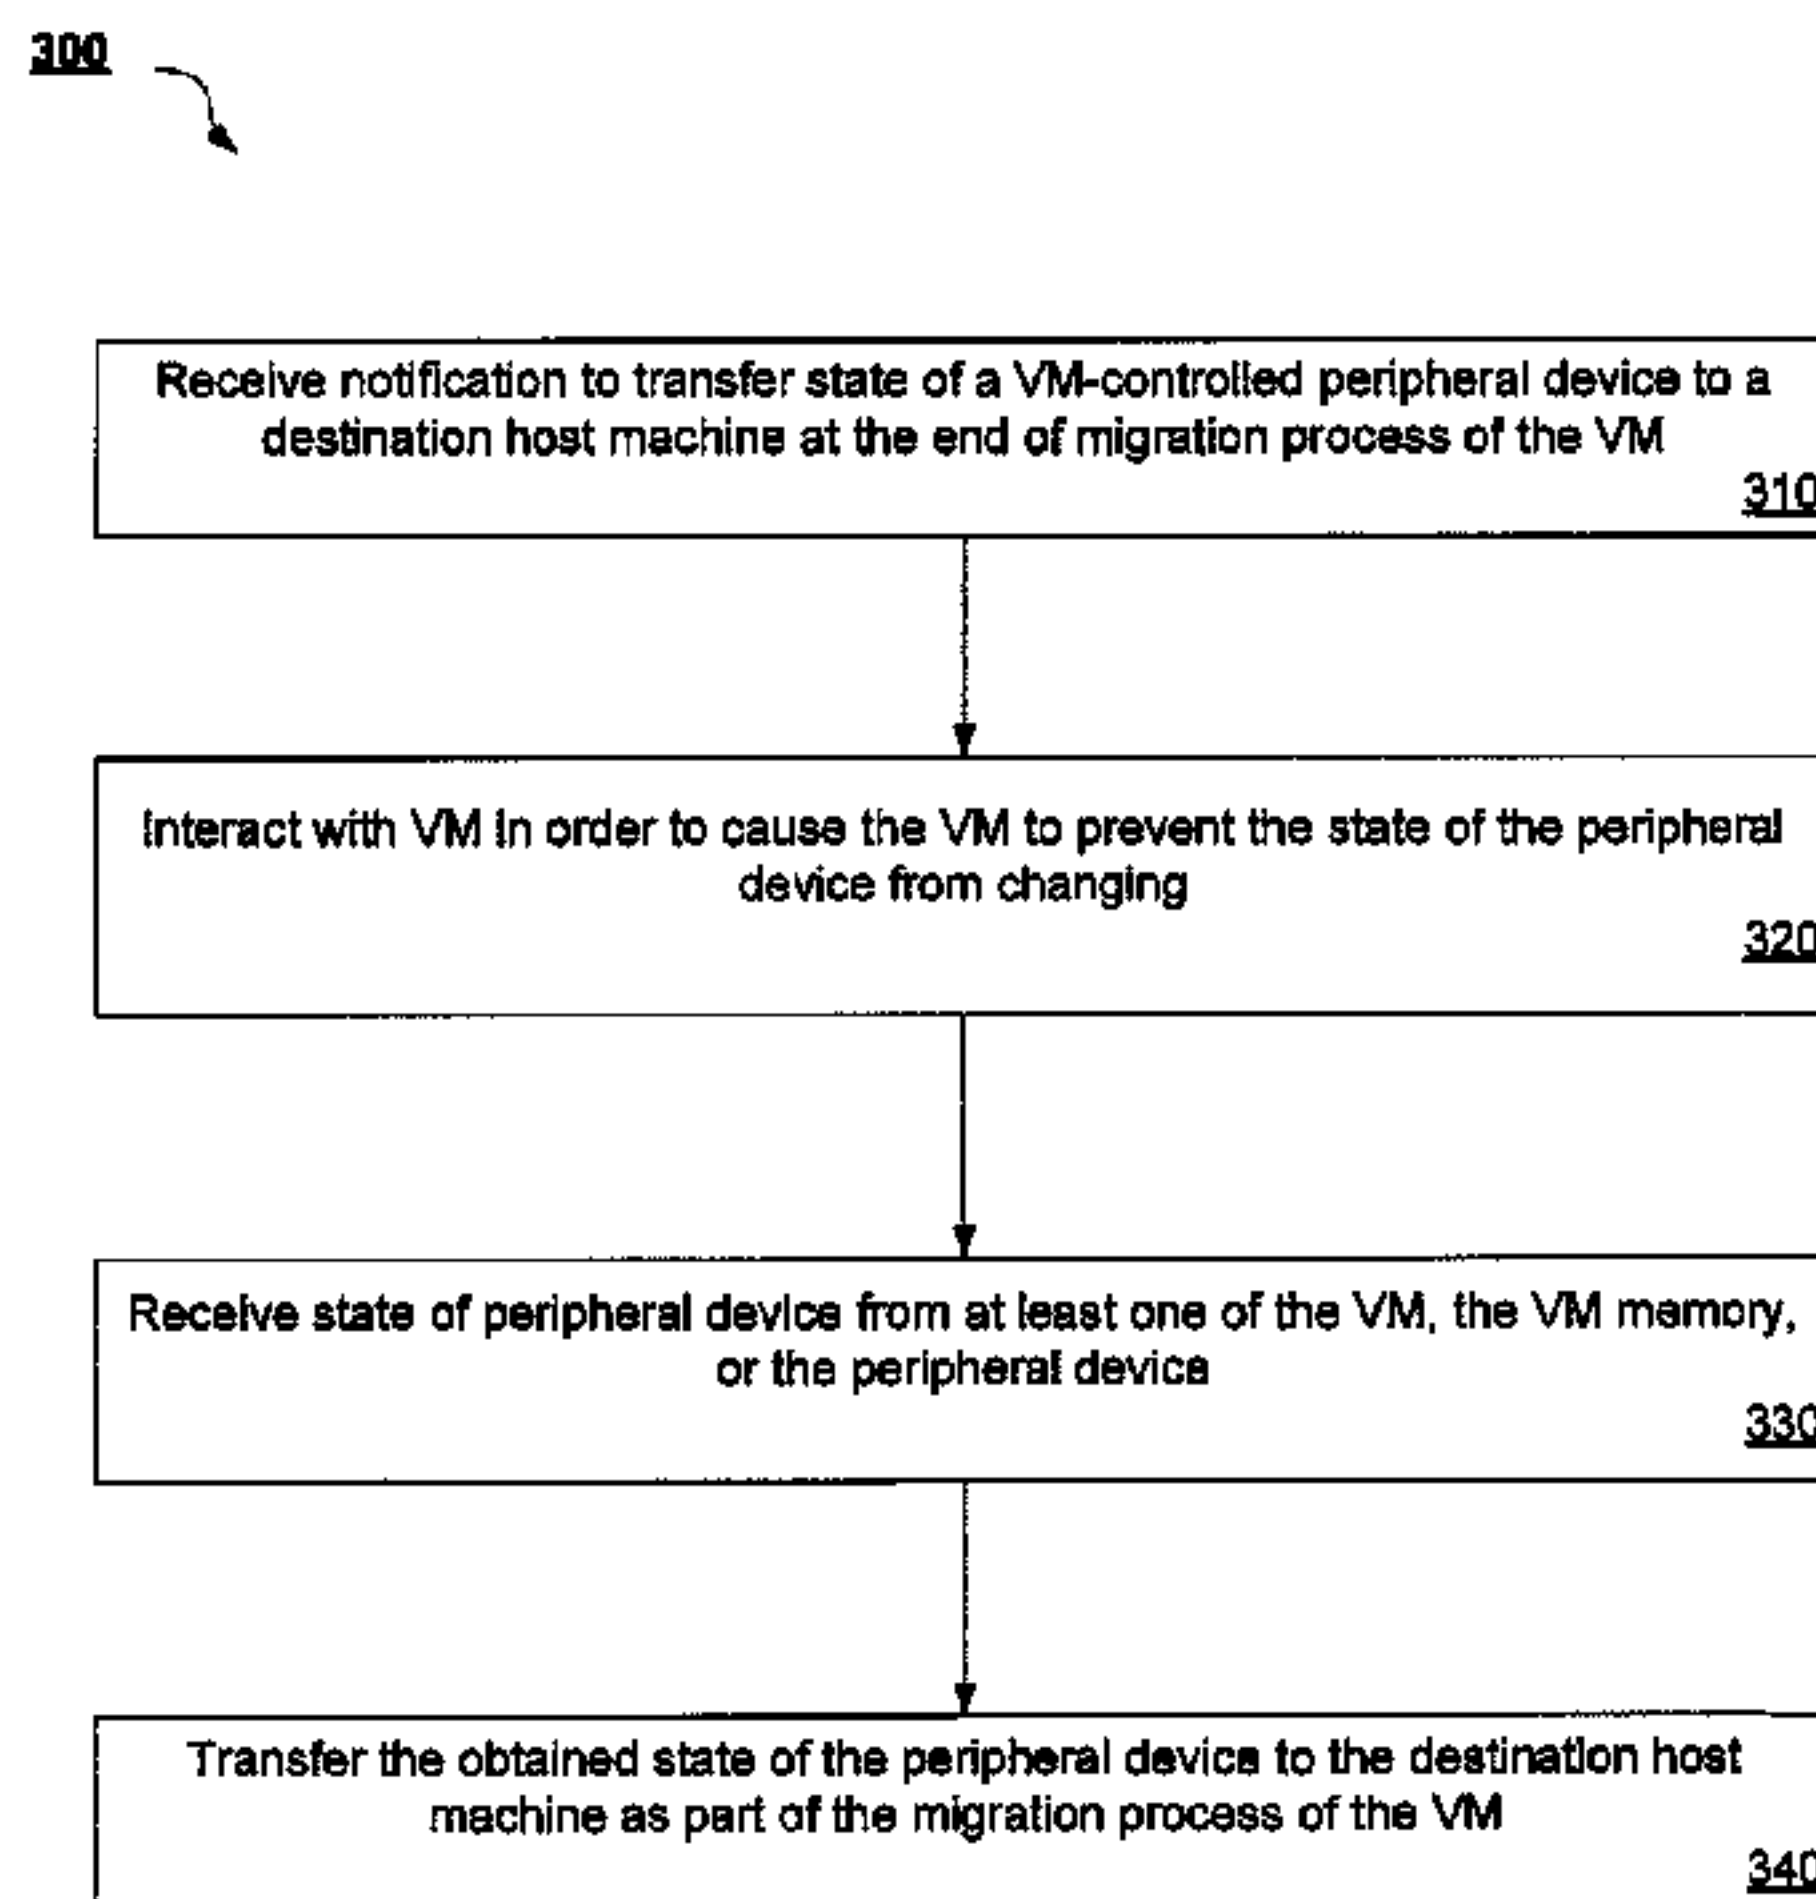 300
Receive notification to transfer state of a VM-controlled peripheral device to a
destination host machine at the end of migration process of the VM
310
Interact with VM in order to cause the VM to prevent the state of the peripheral
device from changing
320
Receive state of peripheral device from at least one of the VM, the VM memory,
or the peripheral device
330
Transfer the obtained state of the peripheral device to the destination host
machine as part of the migration process of the VM
340